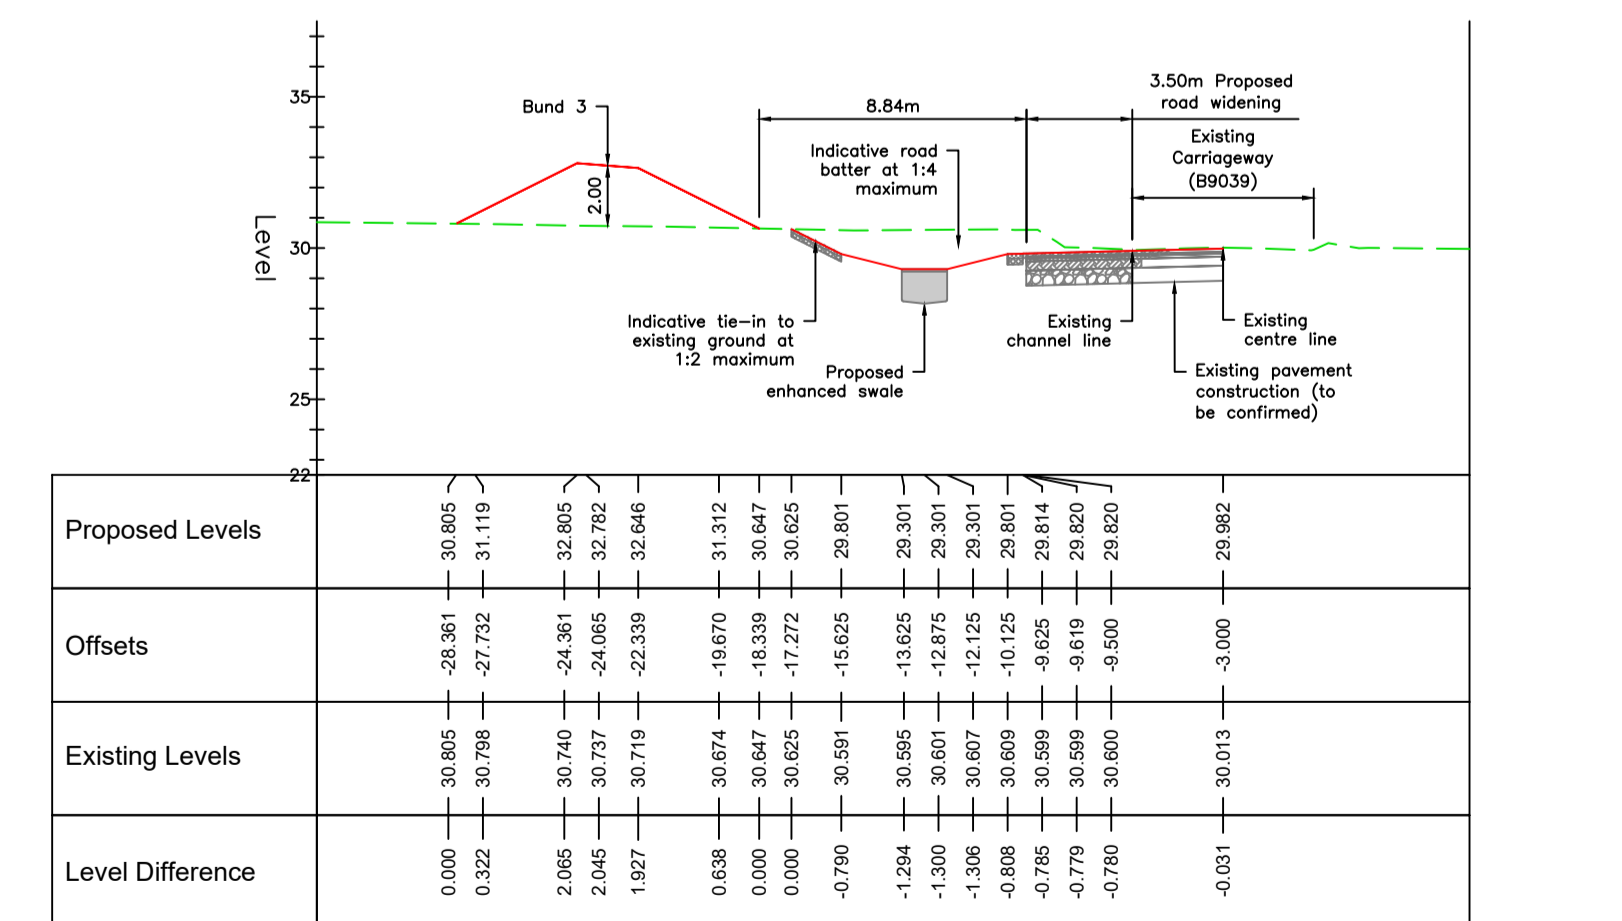 3.50m Proposed
road widening
35
Bund 3
8.84m
Existing
Carriageway
(B9039)
Indicative road
batter at 1:4
maximum
2.00
Level
30
Indicative tie-in to
existing ground at
1:2 maximum
Existing
channel line
Existing
centre line
Proposed
enhanced swale
Existing pavement
construction (to
be confirmed)
25
22
Proposed Levels
30.805
31.119
32.805
32.782
32.646
31.312
30.647
30.625
29.801
29.301
29.301
29.301
29.801
29.814
29.820
29.820
29.982
Offsets
-28.361
-27.732
-24.361
-24.065
-22.339
-19.670
-18.339
-17.272
-15.625
-13.625
-12.875
-12.125
-10.125
-9.625
-9.619
-9.500
-3.000
Existing Levels
30.805
30.798
30.740
30.737
30.719
30.674
30.647
30.625
30.591
30.595
30.601
30.607
30.609
30.599
30.599
30.600
30.013
Level Difference
0.000
0.322
2.065
2.045
1.927
0.638
0.000
0.000
-0.790
-1.294
-1.300
-1.306
-0.808
-0.785
-0.779
-0.780
-0.031